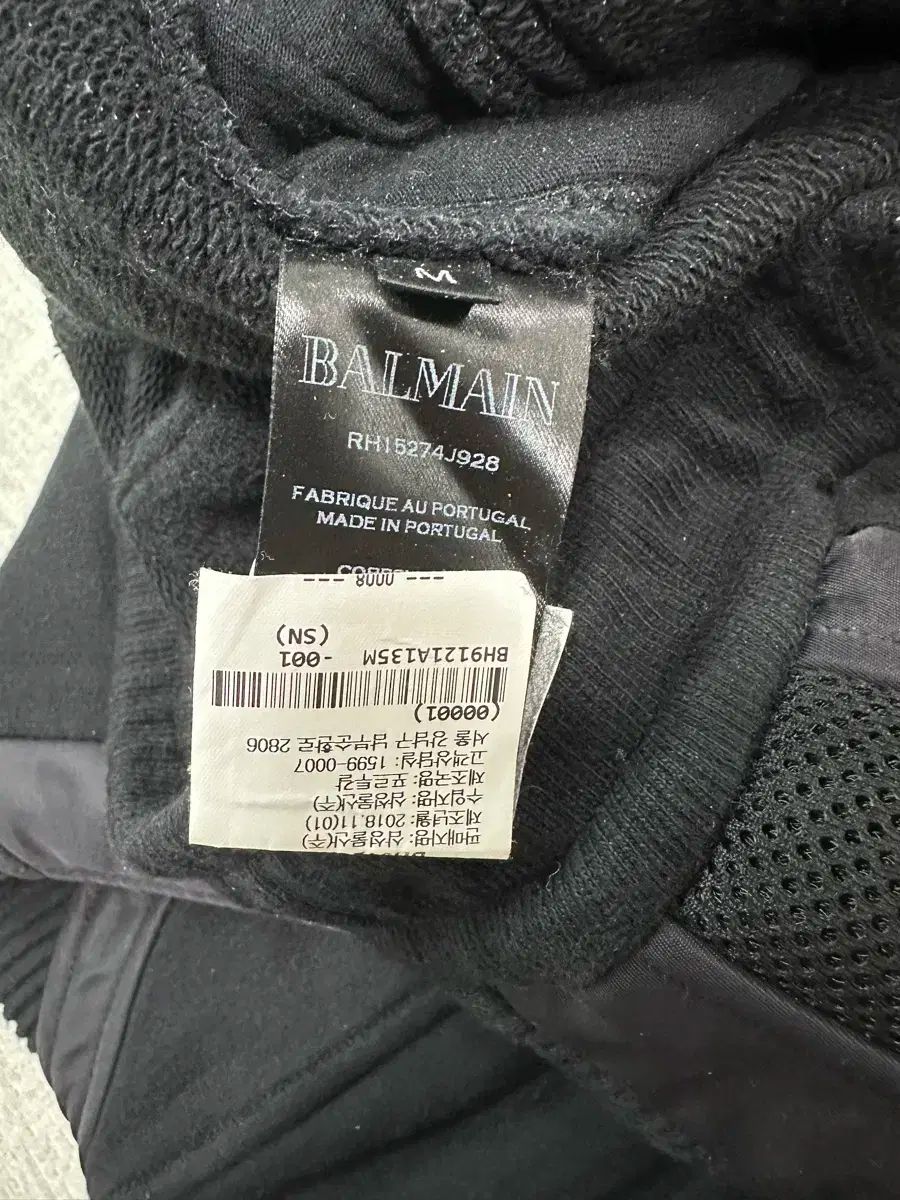 M
BALMAIN
RH15274J928
FABRIQUE AU PORTUGAL
MADE IN PORTUGAL
판매자명: 삼성물산(주)
제조년월: 2018.11(01)
수입자명: 삼성물산(주)
제조국명: 포르투갈
고객상담실: 1599-0007
서울 강남구 남부순환로 2806
(00001)
BH9121A135M -001
(SN)
--- 0008 ---